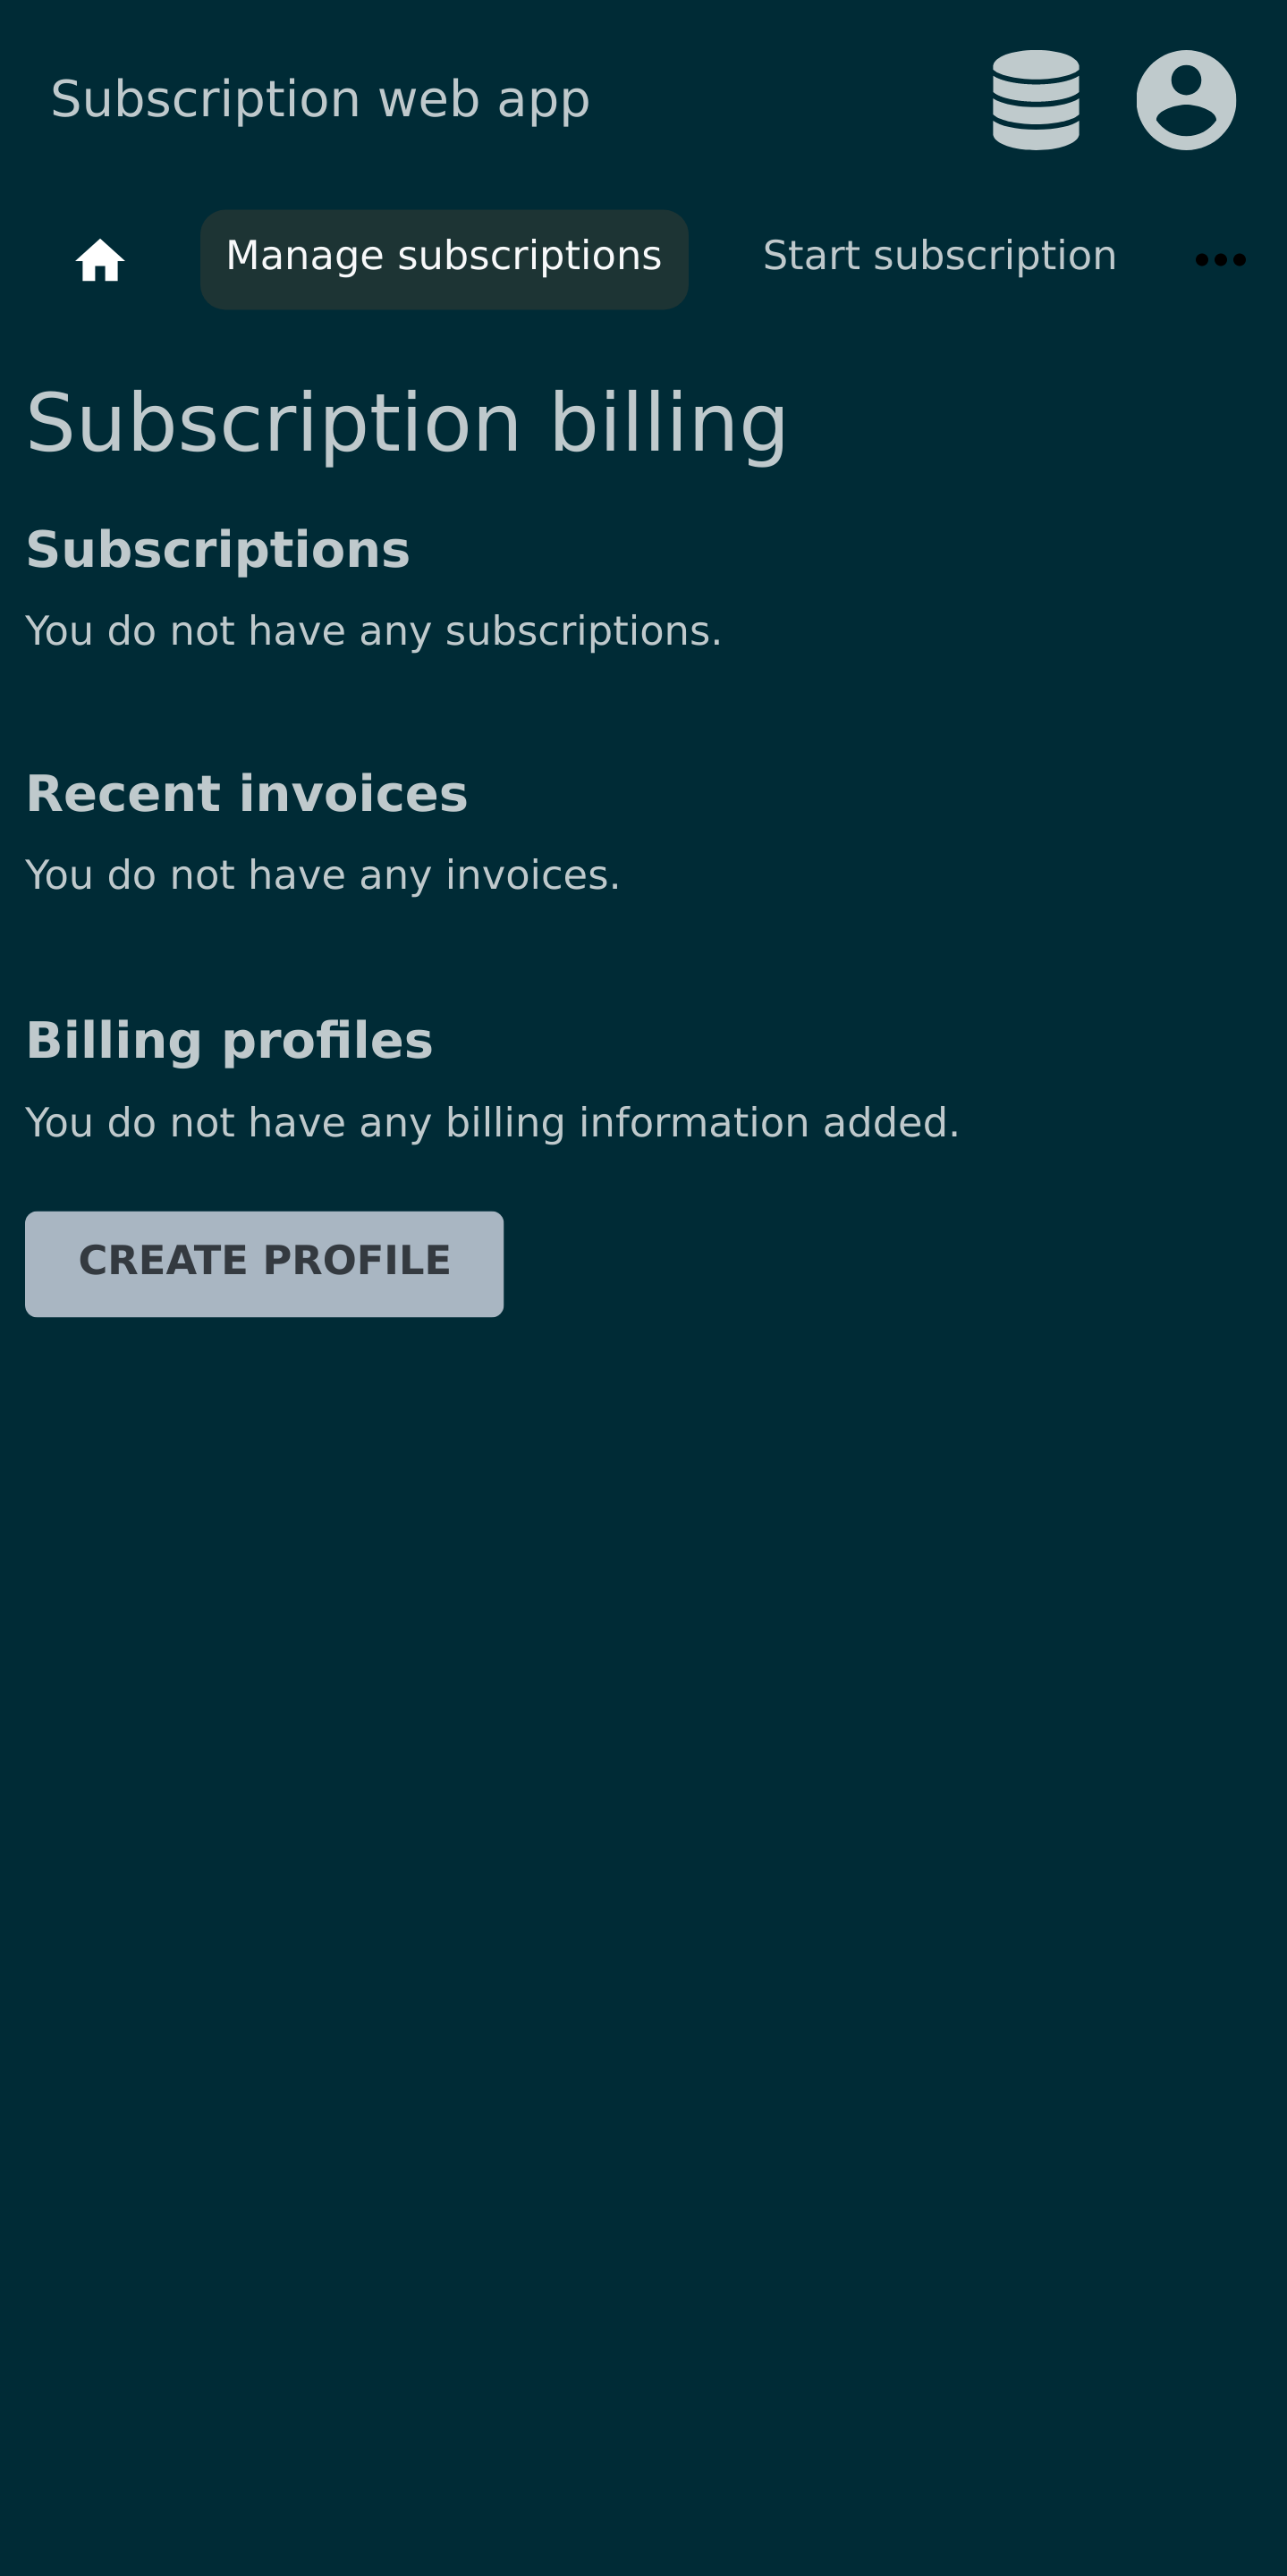 Subscription web app
Manage subscriptions
Start subscription
Subscription billing
Subscriptions
You do not have any subscriptions.
Recent invoices
You do not have any invoices.
Billing profiles
You do not have any billing information added.
CREATE PROFILE